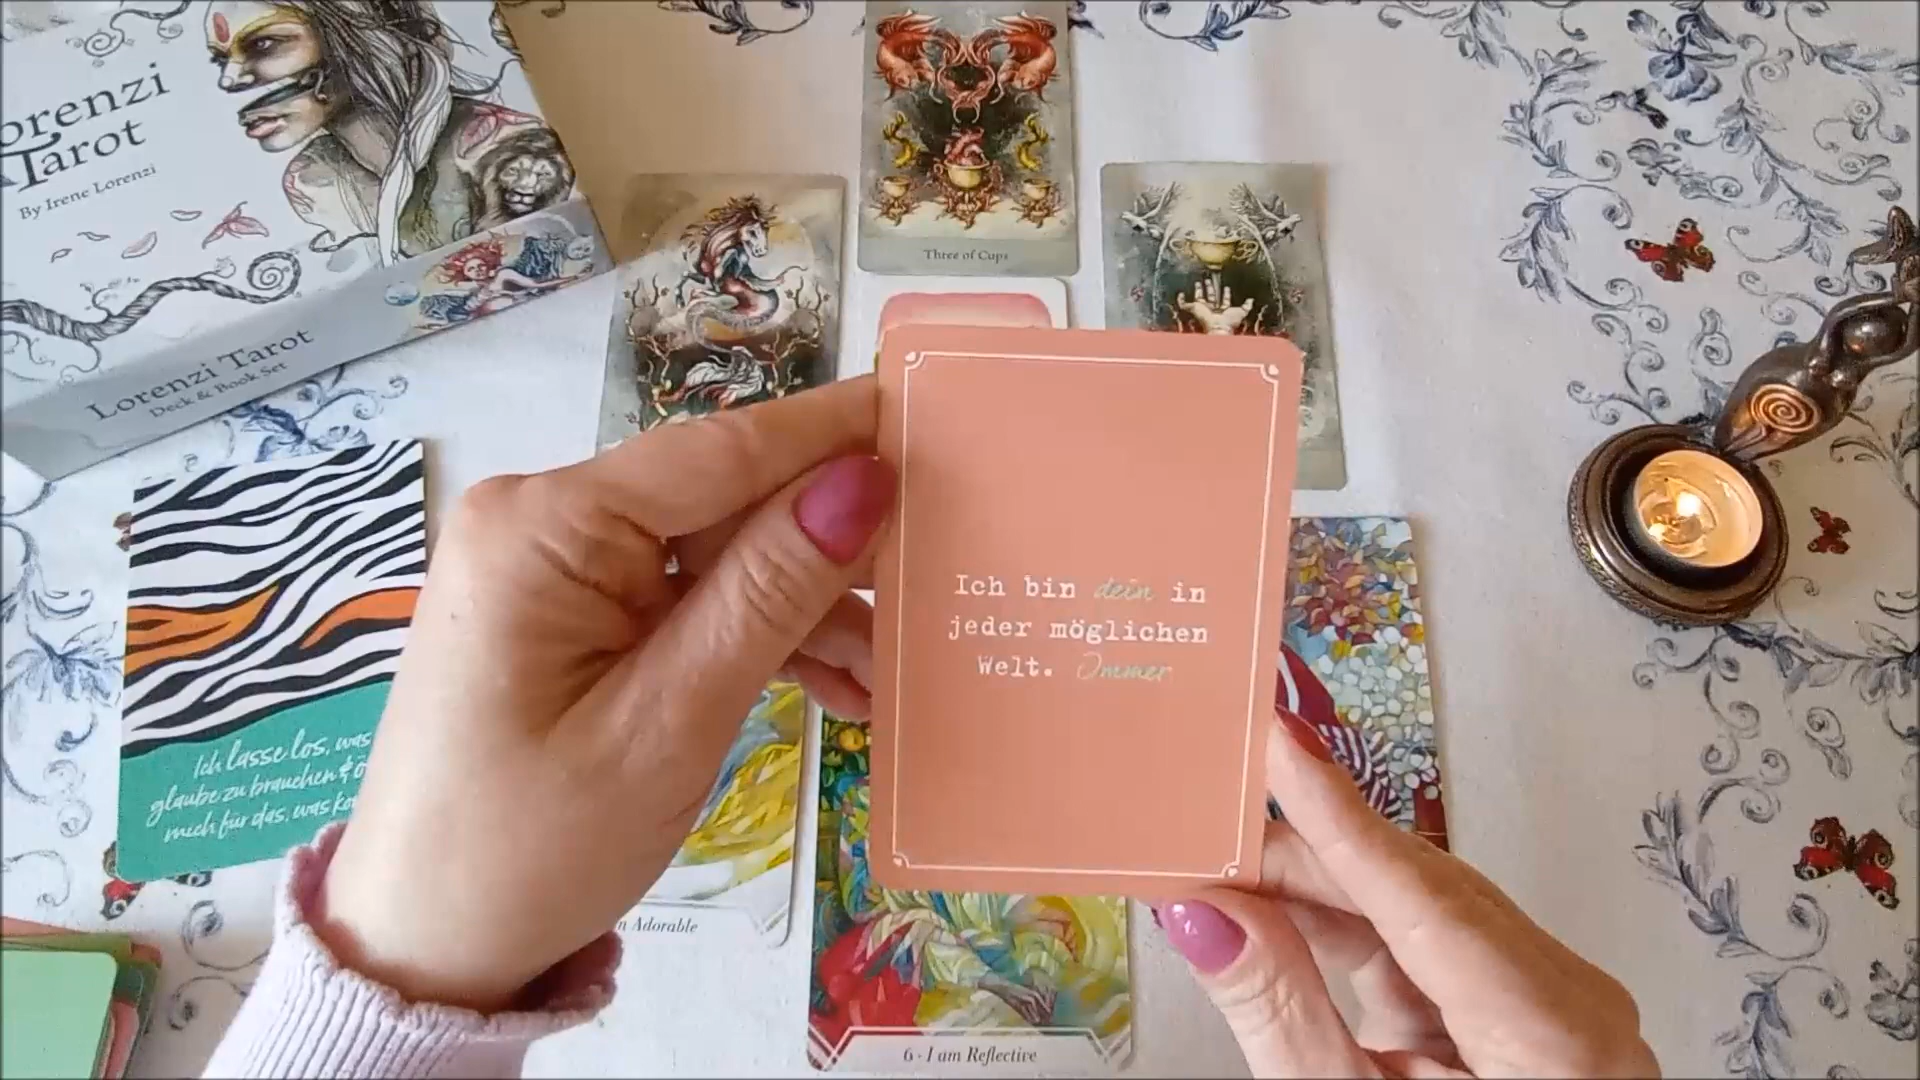 orenzi
Tarot
By Irene Lorenzi
Lorenzi Tarot
Deck & Book Set
Three of Cups
Ich bin dein in
jeder möglichen
Welt. Immer
Ich lasse los, was
glaube zu brauchen & ö
mich für das, was ko
n Adorable
6 - I am Reflective